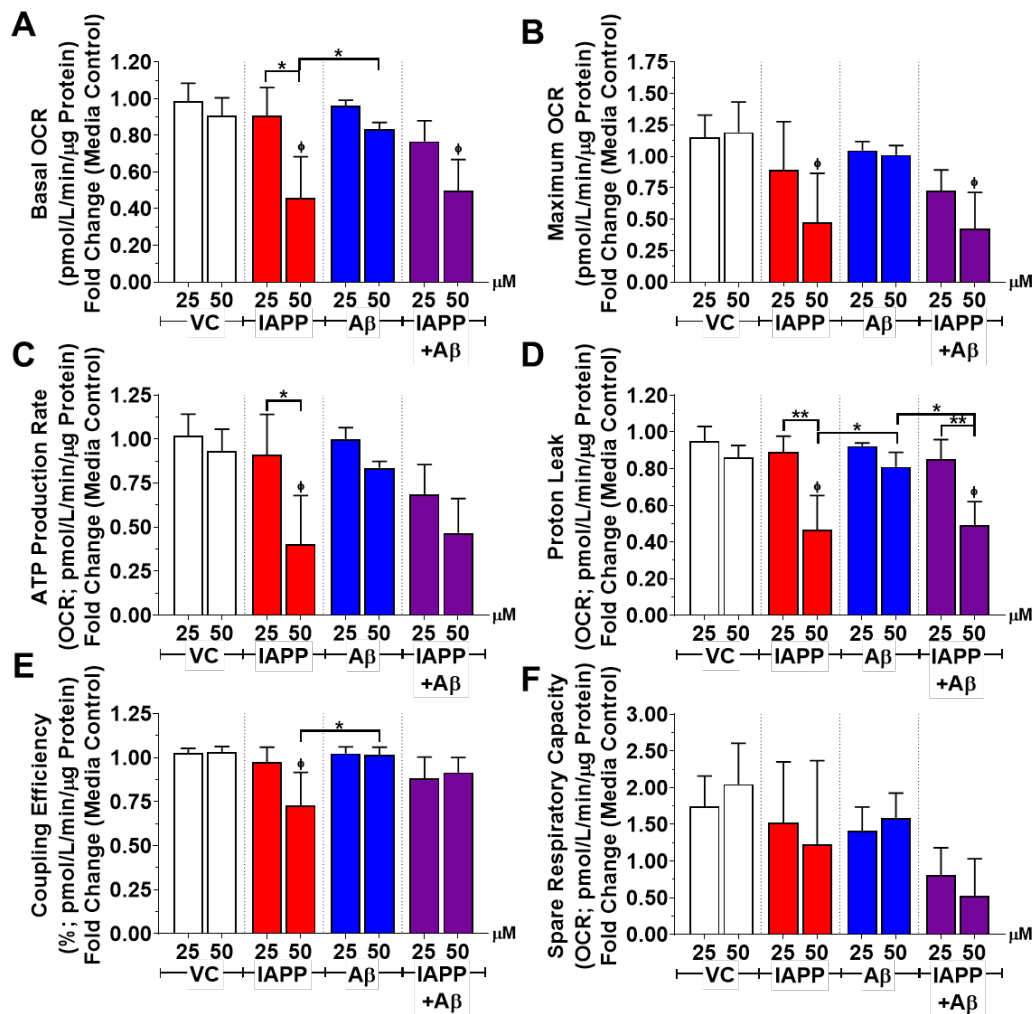 A
Basal OCR
(pmol/L/min/μg Protein)
Fold Change (Media Control)
1.20
1.00
0.80
0.60
0.40
0.20
0.00
* *
ϕ ϕ
25 50 25 50 25 50 25 50 μM
VC IAPP Aβ IAPP
+Aβ
B
Maximum OCR
(pmol/L/min/μg Protein)
Fold Change (Media Control)
1.75
1.50
1.25
1.00
0.75
0.50
0.25
0.00
ϕ ϕ
25 50 25 50 25 50 25 50 μM
VC IAPP Aβ IAPP
+Aβ
C
ATP Production Rate
(OCR; pmol/L/min/μg Protein)
Fold Change (Media Control)
1.25
1.00
0.75
0.50
0.25
0.00
*
ϕ
25 50 25 50 25 50 25 50 μM
VC IAPP Aβ IAPP
+Aβ
D
Proton Leak
(OCR; pmol/L/min/μg Protein)
Fold Change (Media Control)
1.20
1.00
0.80
0.60
0.40
0.20
0.00
** * * **
ϕ ϕ
25 50 25 50 25 50 25 50 μM
VC IAPP Aβ IAPP
+Aβ
E
Coupling Efficiency
(%; pmol/L/min/μg Protein)
Fold Change (Media Control)
1.25
1.00
0.75
0.50
0.25
0.00
*
ϕ
25 50 25 50 25 50 25 50 μM
VC IAPP Aβ IAPP
+Aβ
F
Spare Respiratory Capacity
(OCR; pmol/L/min/μg Protein)
Fold Change (Media Control)
3.00
2.50
2.00
1.50
1.00
0.50
0.00
25 50 25 50 25 50 25 50 μM
VC IAPP Aβ IAPP
+Aβ